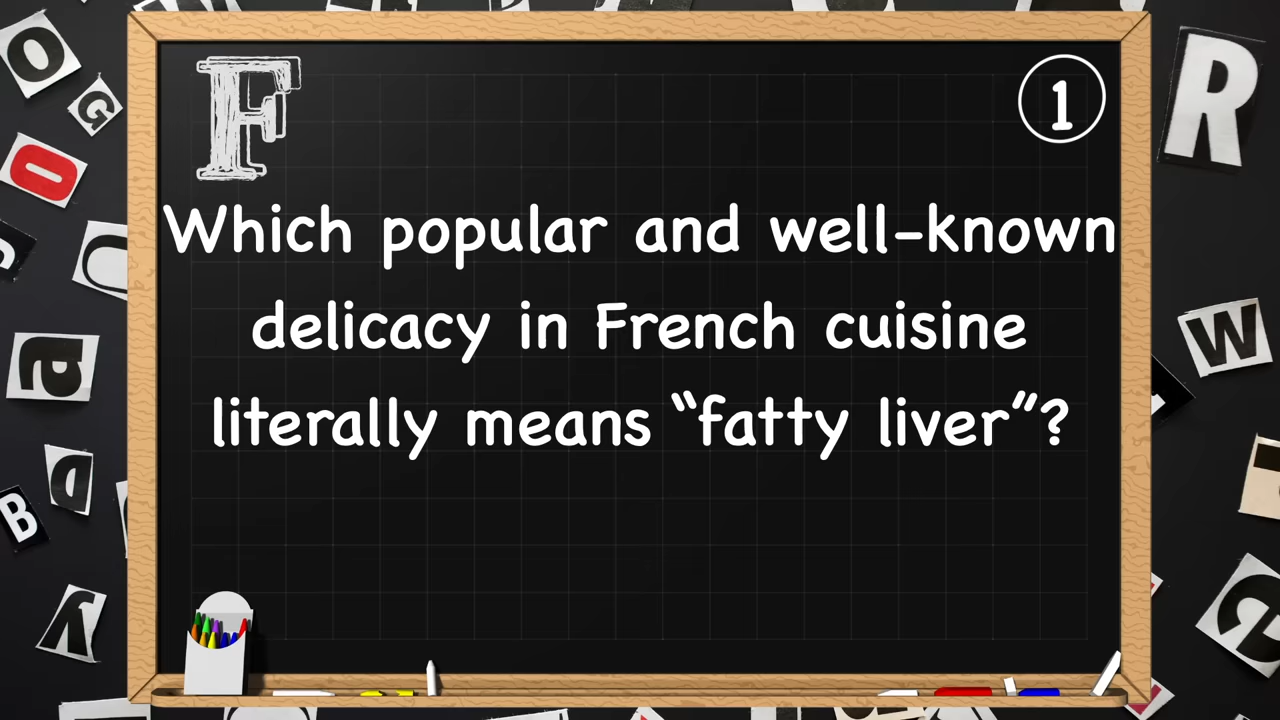 F
1
Which popular and well-known
delicacy in French cuisine
literally means “fatty liver”?
O
G
O
a
D
B
y
R
W